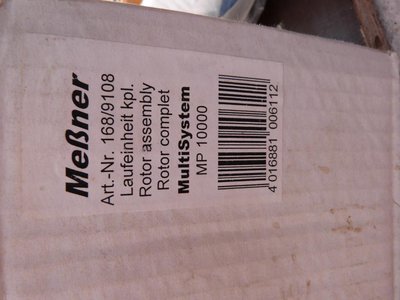 Meßner
Art.-Nr. 168/9108
Laufeinheit kpl.
Rotor assembly
Rotor complet
MultiSystem
MP 10000
4 016881 006112